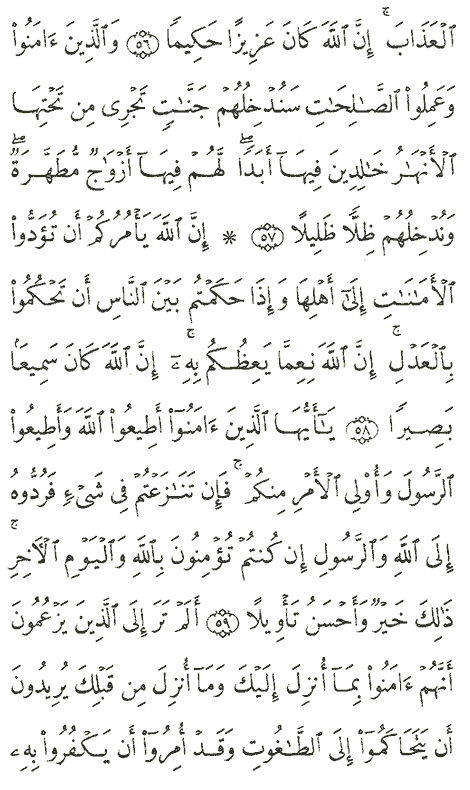 ٱلۡعَذَابَۗ إِنَّ ٱللَّهَ كَانَ عَزِيزًا حَكِيمٗا ٥٦ وَٱلَّذِينَ ءَامَنُواْ
وَعَمِلُواْ ٱلصَّٰلِحَٰتِ سَنُدۡخِلُهُمۡ جَنَّٰتٖ تَجۡرِي مِن تَحۡتِهَا
ٱلۡأَنۡهَٰرُ خَٰلِدِينَ فِيهَآ أَبَدٗاۖ لَّهُمۡ فِيهَآ أَزۡوَٰجٞ مُّطَهَّرَةٞۖ
وَنُدۡخِلُهُمۡ ظِلّٗا ظَلِيلًا ٥٧ * إِنَّ ٱللَّهَ يَأۡمُرُكُمۡ أَن تُؤَدُّواْ
ٱلۡأَمَٰنَٰتِ إِلَىٰٓ أَهۡلِهَا وَإِذَا حَكَمۡتُم بَيۡنَ ٱلنَّاسِ أَن تَحۡكُمُواْ
بِٱلۡعَدۡلِۚ إِنَّ ٱللَّهَ نِعِمَّا يَعِظُكُم بِهِۦٓۚ إِنَّ ٱللَّهَ كَانَ سَمِيعَۢا
بَصِيرٗا ٥٨ يَٰٓأَيُّهَا ٱلَّذِينَ ءَامَنُوٓاْ أَطِيعُواْ ٱللَّهَ وَأَطِيعُواْ
ٱلرَّسُولَ وَأُوْلِي ٱلۡأَمۡرِ مِنكُمۡۖ فَإِن تَنَٰزَعۡتُمۡ فِي شَيۡءٖ فَرُدُّوهُ
إِلَى ٱللَّهِ وَٱلرَّسُولِ إِن كُنتُمۡ تُؤۡمِنُونَ بِٱللَّهِ وَٱلۡيَوۡمِ ٱلۡأٓخِرِۚ
ذَٰلِكَ خَيۡرٞ وَأَحۡسَنُ تَأۡوِيلًا ٥٩ أَلَمۡ تَرَ إِلَى ٱلَّذِينَ يَزۡعُمُونَ
أَنَّهُمۡ ءَامَنُواْ بِمَآ أُنزِلَ إِلَيۡكَ وَمَآ أُنزِلَ مِن قَبۡلِكَ يُرِيدُونَ
أَن يَتَحَاكَمُوٓاْ إِلَى ٱلطَّٰغُوتِ وَقَدۡ أُمِرُوٓاْ أَن يَكۡفُرُواْ بِهِۦ